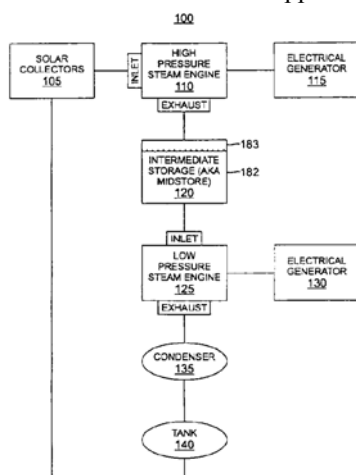 100
SOLAR
COLLECTORS
105
INLET
HIGH
PRESSURE
STEAM ENGINE
110
EXHAUST
ELECTRICAL
GENERATOR
115
183
INTERMEDIATE
STORAGE (AKA
MIDSTORE)
120
182
INLET
LOW
PRESSURE
STEAM ENGINE
125
EXHAUST
ELECTRICAL
GENERATOR
130
CONDENSER
135
TANK
140